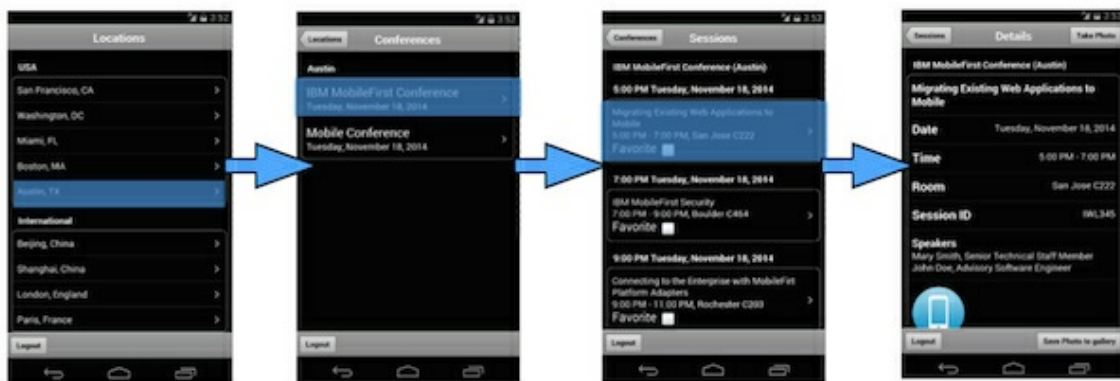 3:52
Locations
USA
San Francisco, CA
Washington, DC
Miami, FL
Boston, MA
Austin, TX
International
Beijing, China
Shanghai, China
London, England
Paris, France
Logout
3:52
Locations
Conferences
Austin
IBM MobileFirst Conference
Tuesday, November 18, 2014
Mobile Conference
Tuesday, November 18, 2014
Logout
3:53
Conferences
Sessions
IBM MobileFirst Conference (Austin)
5:00 PM Tuesday, November 18, 2014
Migrating Existing Web Applications to
Mobile
5:00 PM - 7:00 PM, San Jose C222
Favorite
7:00 PM Tuesday, November 18, 2014
IBM MobileFirst Security
7:00 PM - 9:00 PM, Boulder C454
Favorite
9:00 PM Tuesday, November 18, 2014
Connecting to the Enterprise with MobileFirt
Platform Adapters
9:00 PM - 11:00 PM, Rochester C203
Favorite
Logout
Sessions
Details
Take Photo
IBM MobileFirst Conference (Austin)
Migrating Existing Web Applications to
Mobile
Date Tuesday, November 18, 2014
Time 5:00 PM - 7:00 PM
Room San Jose C222
Session ID IWL345
Speakers
Mary Smith, Senior Technical Staff Member
John Doe, Advisory Software Engineer
Logout
Save Photo to gallery